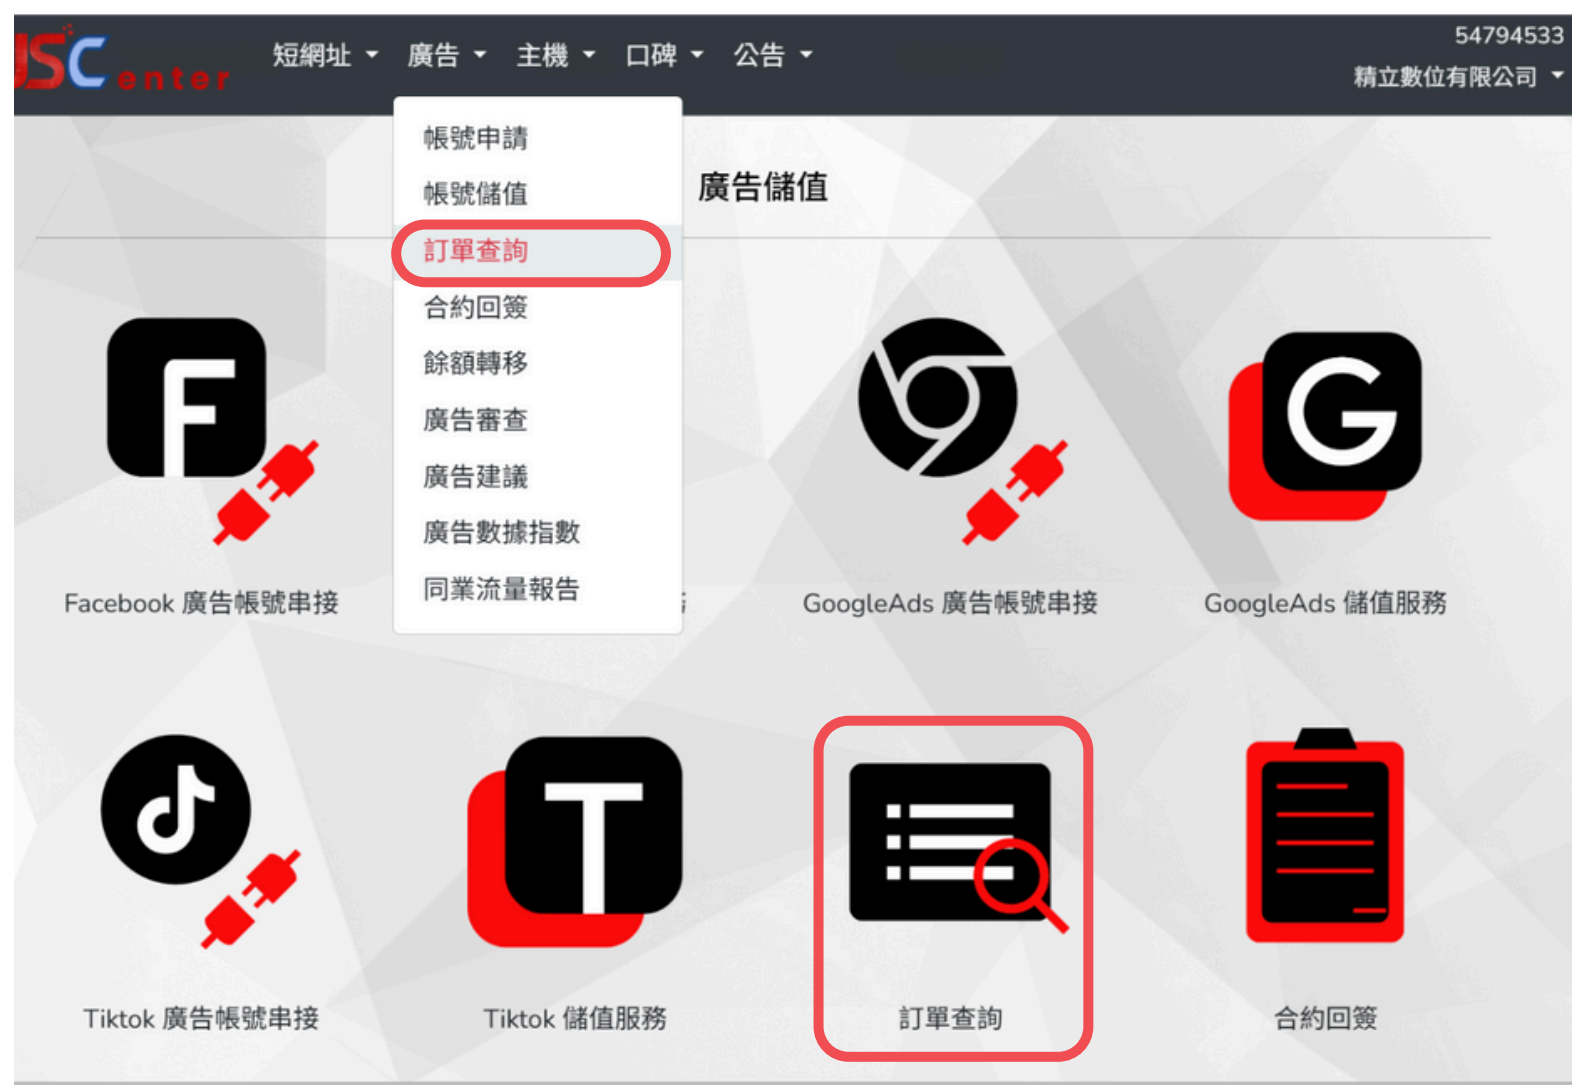 JSCenter
短網址 廣告 主機 口碑 公告
54794533
精立數位有限公司
帳號申請
帳號儲值
訂單查詢
合約回簽
餘額轉移
廣告審查
廣告建議
廣告數據指數
同業流量報告
廣告儲值
F
G
Facebook 廣告帳號串接
GoogleAds 廣告帳號串接
GoogleAds 儲值服務
T
Tiktok 廣告帳號串接
Tiktok 儲值服務
訂單查詢
合約回簽